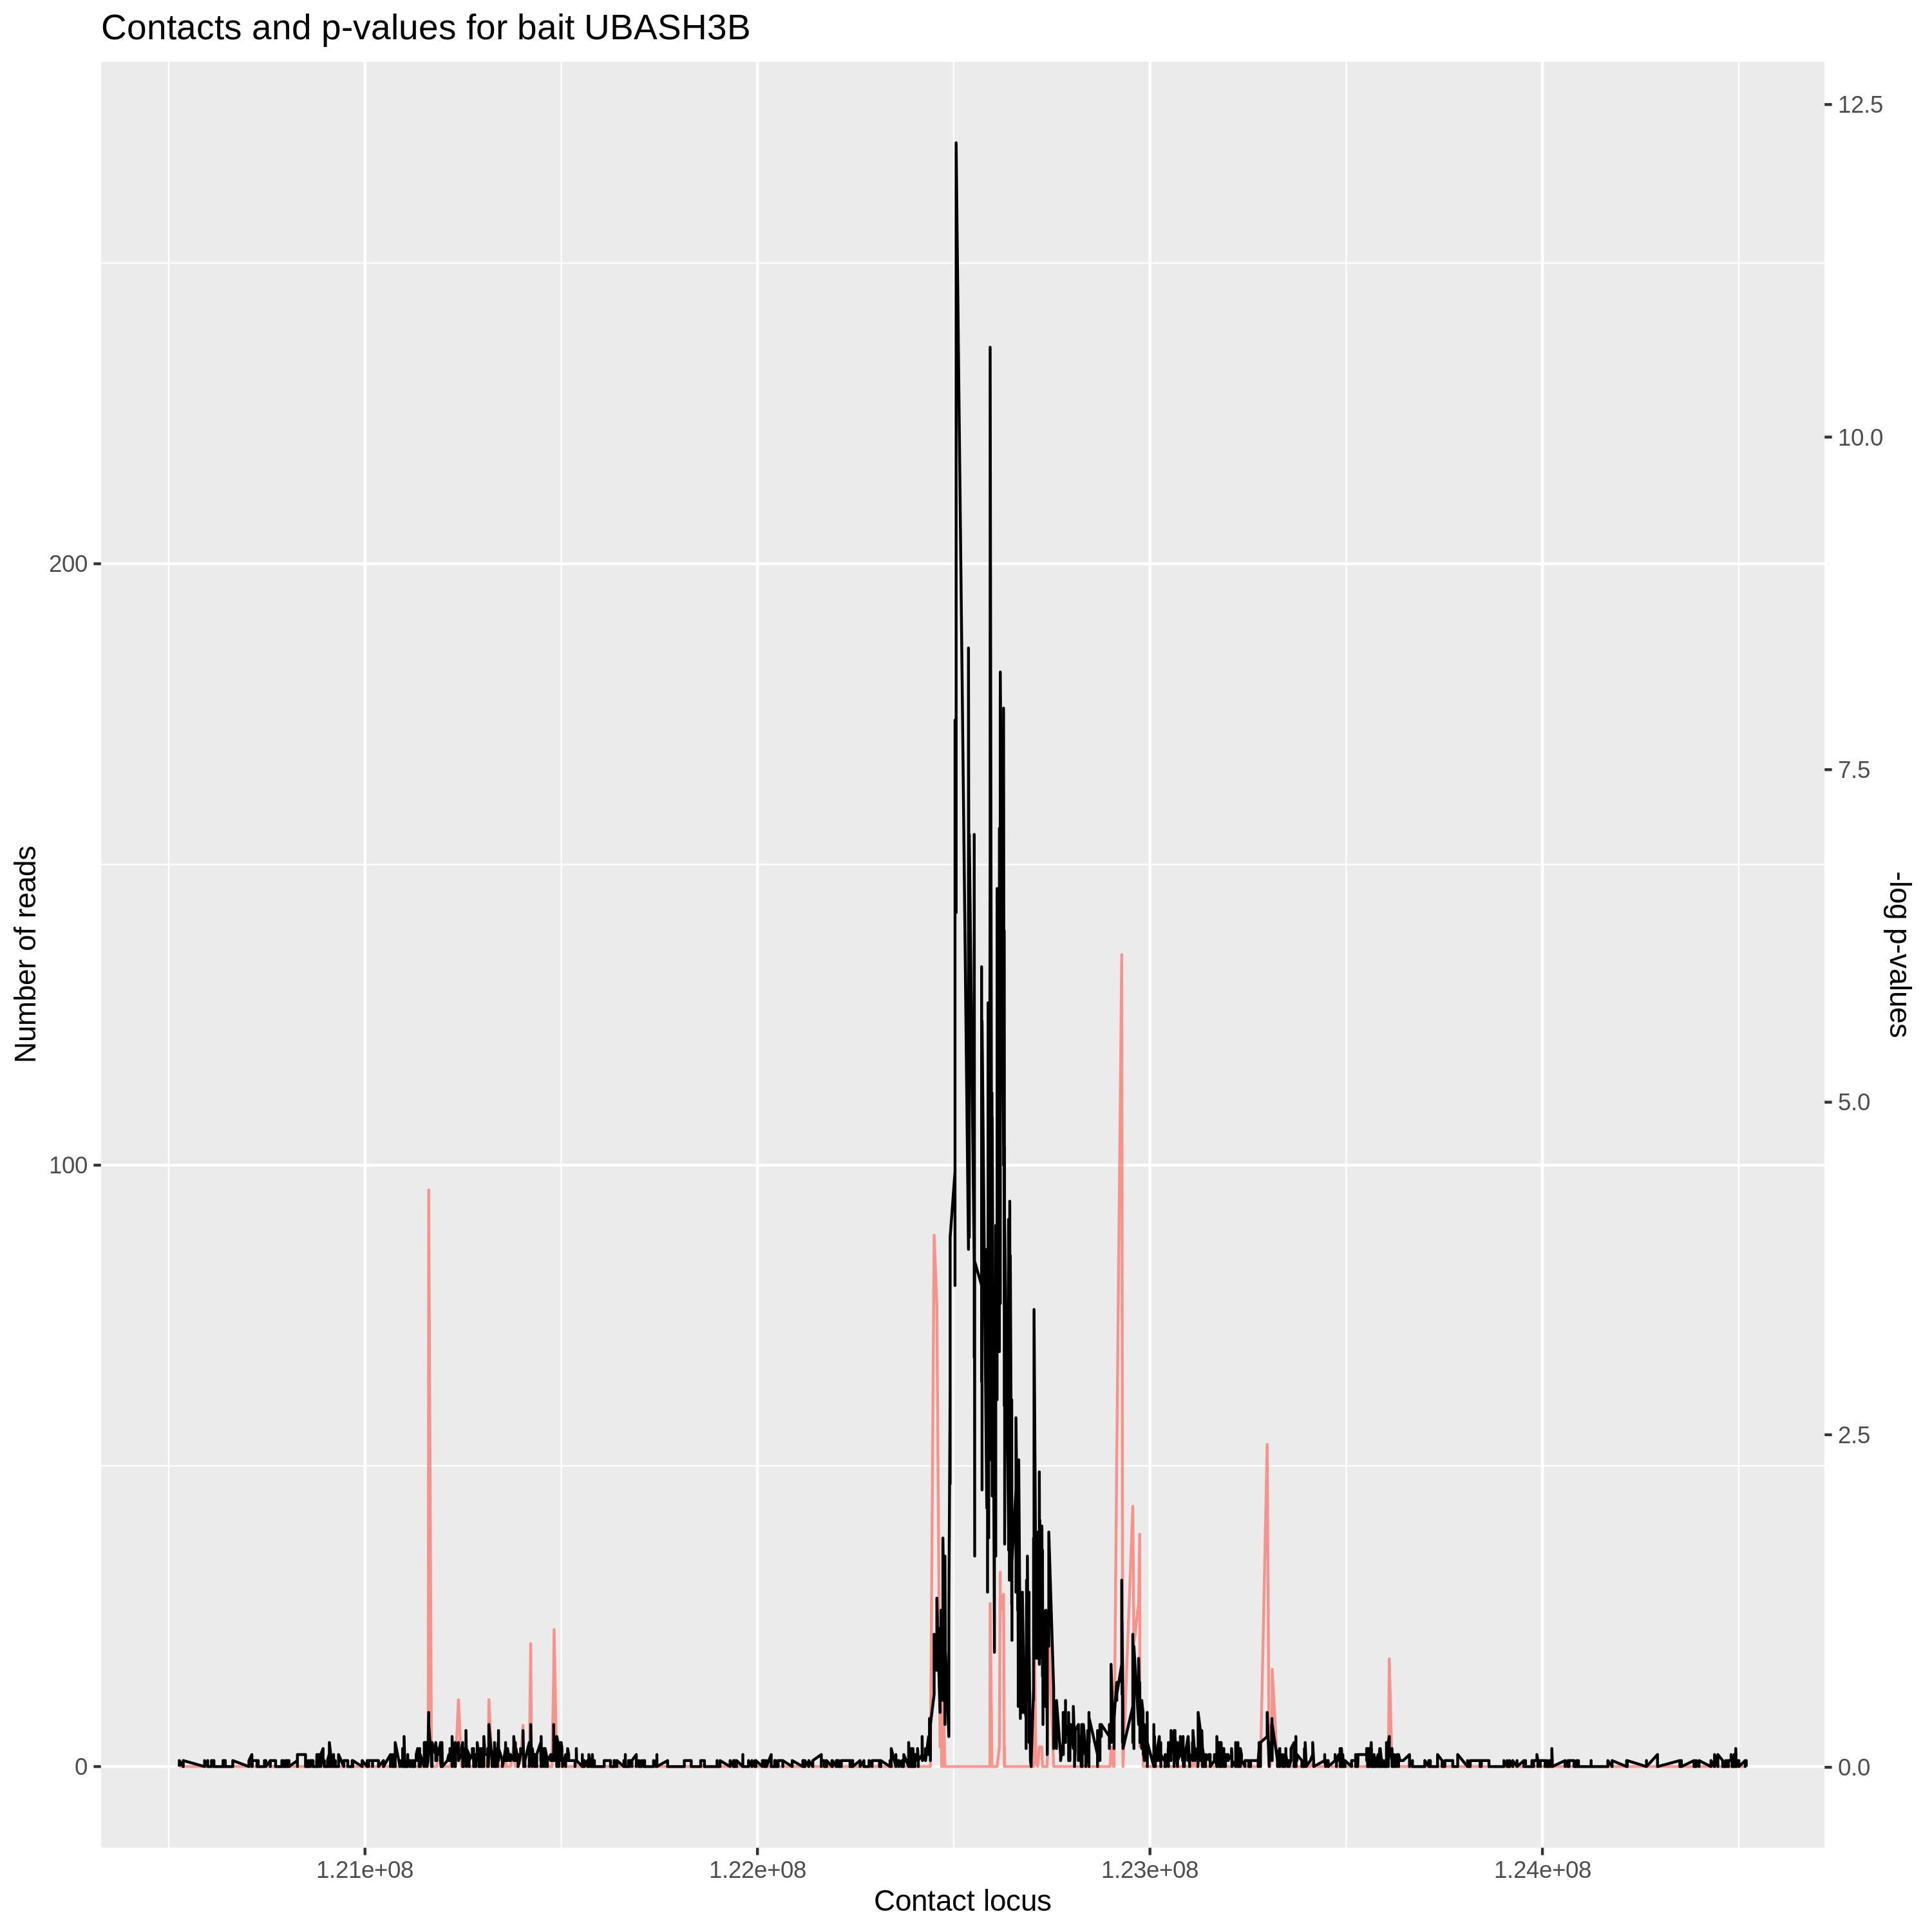 Contacts and p-values for bait UBASH3B
12.5
10.0
200
7.5
Number of reads
-log p-values
5.0
100
2.5
0
0.0
1.21e+08
1.22e+08
1.23e+08
1.24e+08
Contact locus